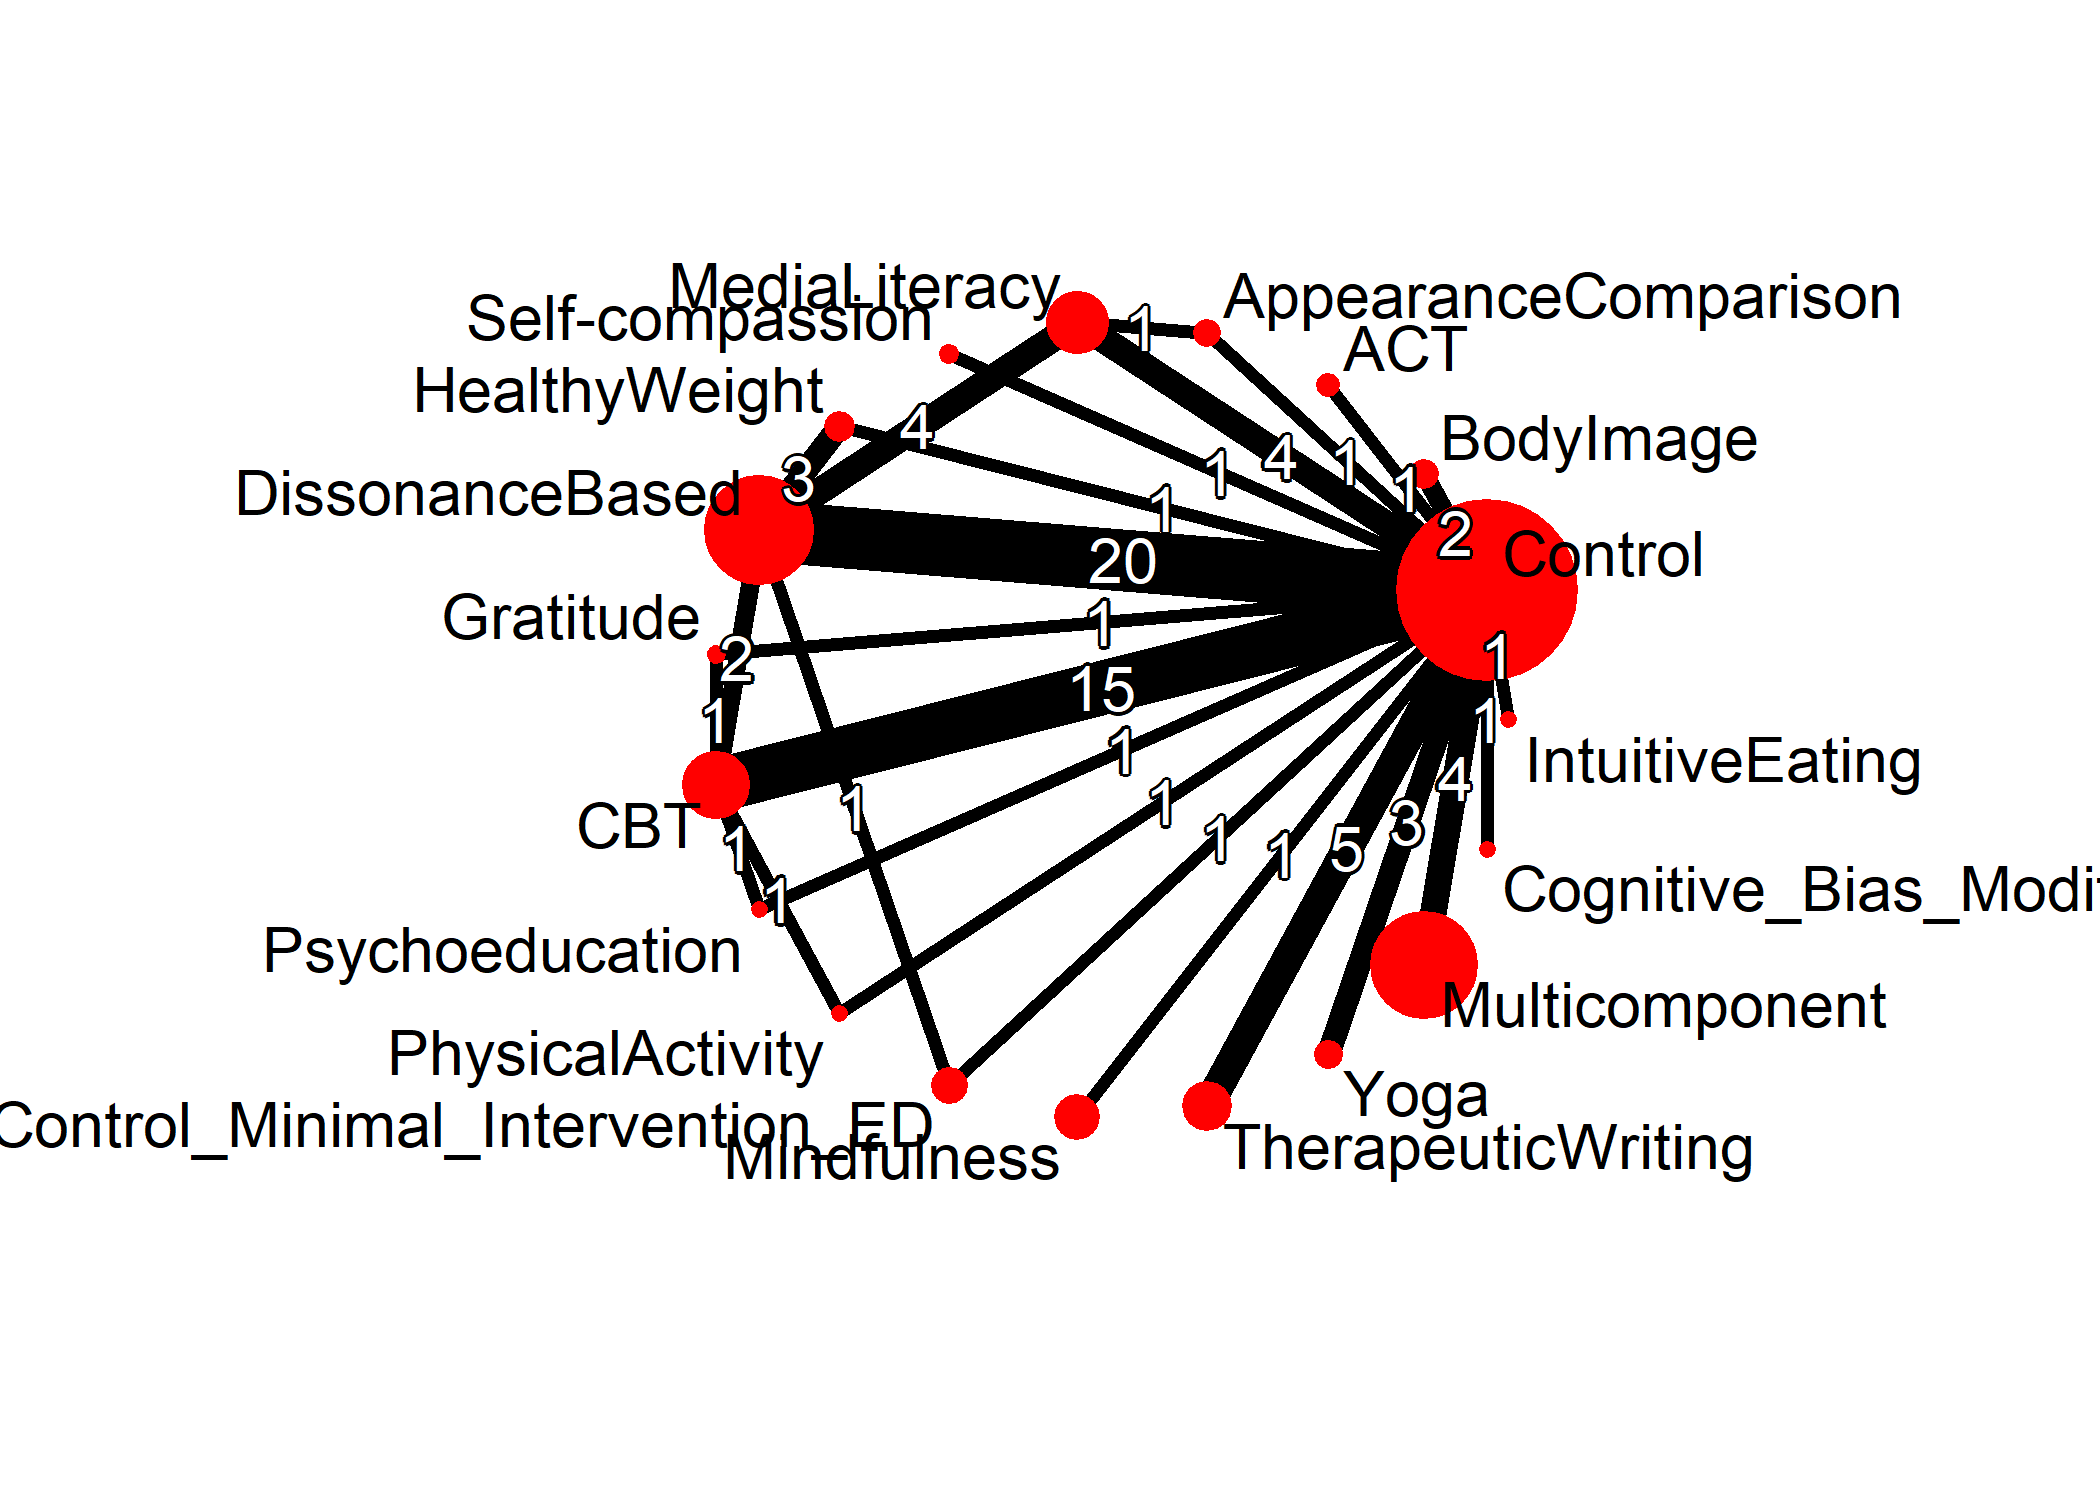 MediaLiteracy
AppearanceComparison
Self-compassion
1
ACT
HealthyWeight
4
BodyImage
DissonanceBased
3
1
4
1
1
1
2
Control
20
Gratitude
1
2
1
15
1
1
1
IntuitiveEating
4
CBT
1
1
1
1
1
5
3
Cognitive_Bias_Modi
1
Psychoeducation
Multicomponent
PhysicalActivity
Yoga
Control_Minimal_Intervention_ED
Mindfulness
TherapeuticWriting